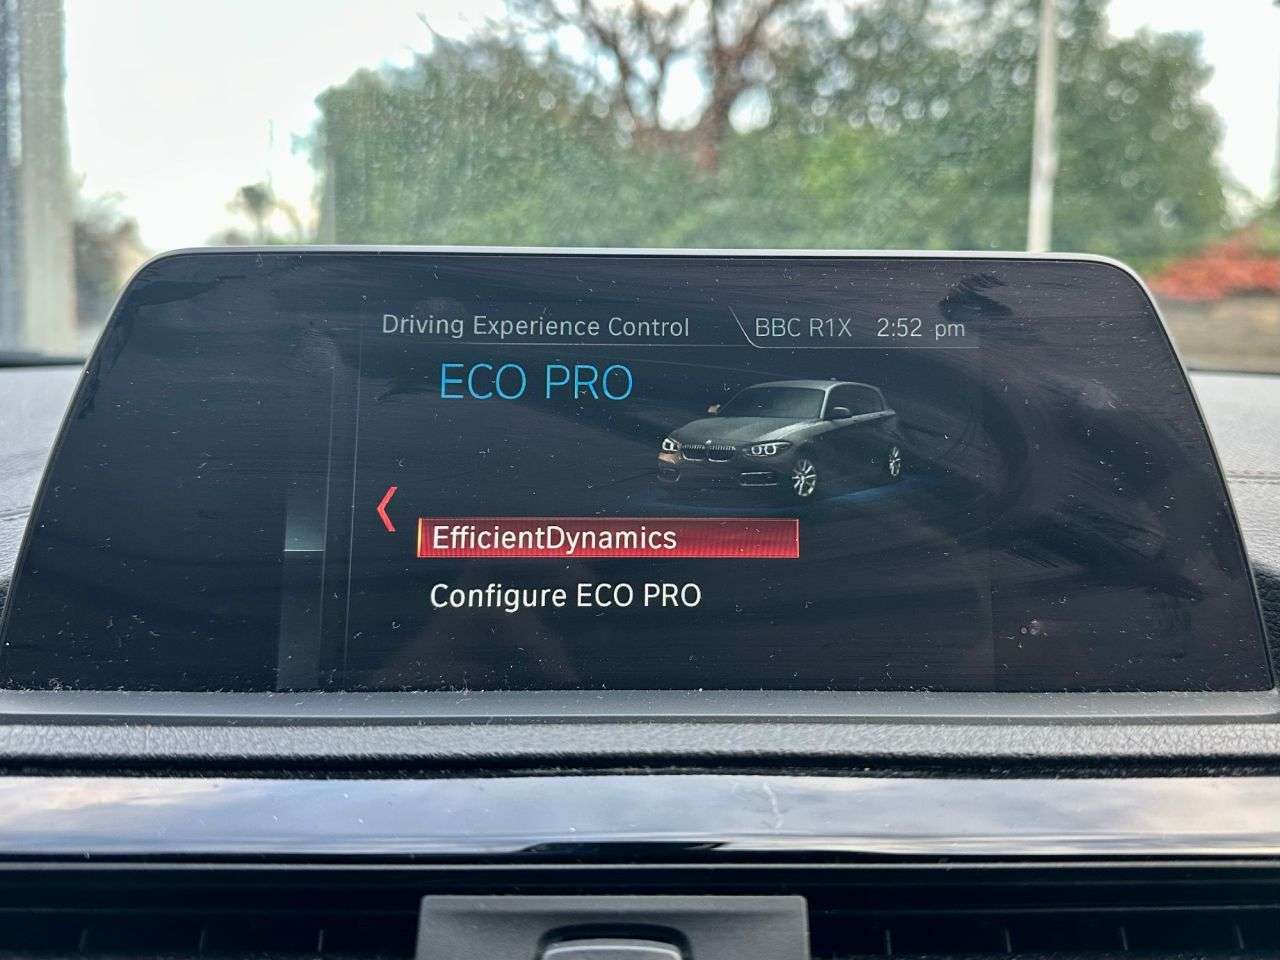 Driving Experience Control
BBC R1X 2:52 pm
ECO PRO
EfficientDynamics
Configure ECO PRO